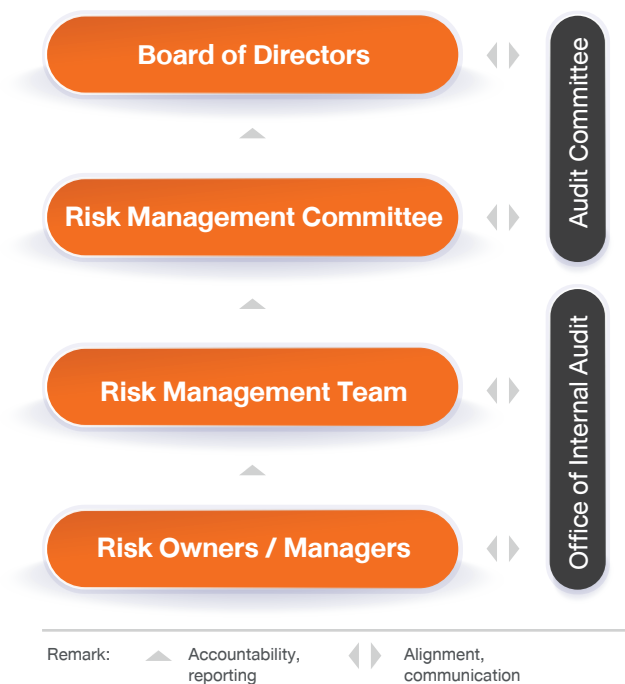 Board of Directors
Audit Committee
Risk Management Committee
Risk Management Team
Office of Internal Audit
Risk Owners / Managers
Remark:
Accountability,
reporting
Alignment,
communication